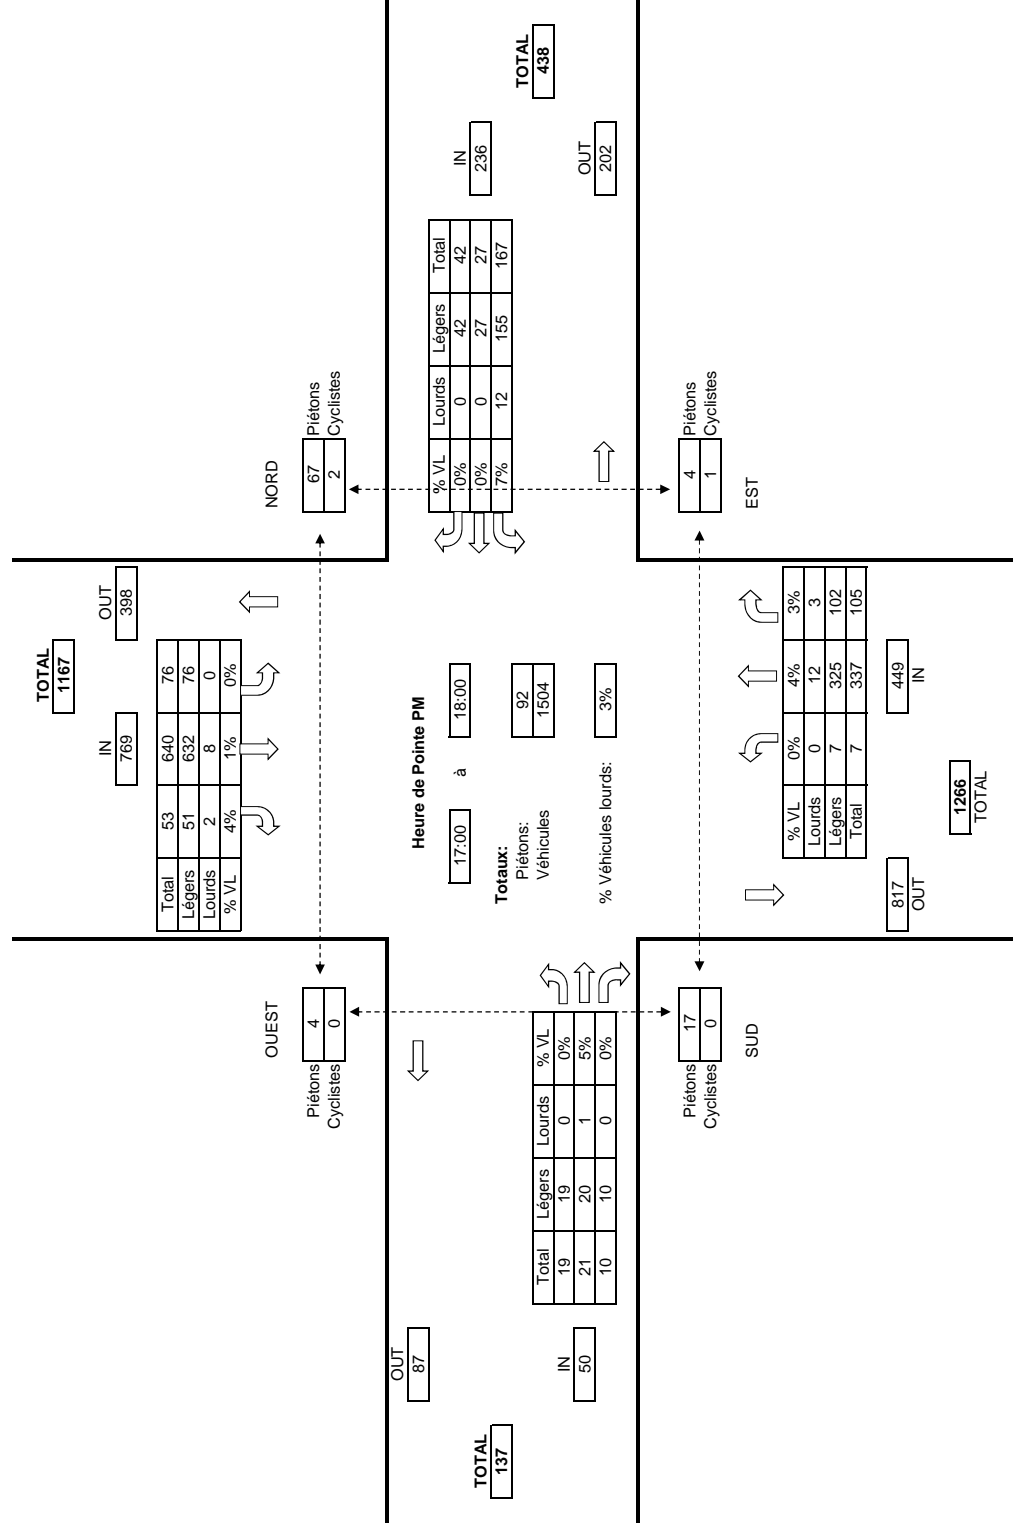 TOTAL
1167
IN OUT
769 398
Total 53 640 76
Légers 51 632 76
Lourds 2 8 0
% VL 4% 1% 0%
OUEST NORD
Piétons 4 67 Piétons
Cyclistes 0 2 Cyclistes
OUT
87
TOTAL
137
IN
50
Total Légers Lourds % VL
19 19 0 0%
21 20 1 5%
10 10 0 0%
Heure de Pointe PM
17:00 à 18:00
Totaux:
Piétons: 92
Véhicules 1504
% Véhicules lourds: 3%
% VL Lourds Légers Total
0% 0 42 42
0% 0 27 27
7% 12 155 167
IN
236
TOTAL
438
OUT
202
Piétons 17 4 Piétons
Cyclistes 0 1 Cyclistes
SUD EST
% VL 0% 4% 3%
Lourds 0 12 3
Légers 7 325 102
Total 7 337 105
817 449
OUT IN
1266
TOTAL